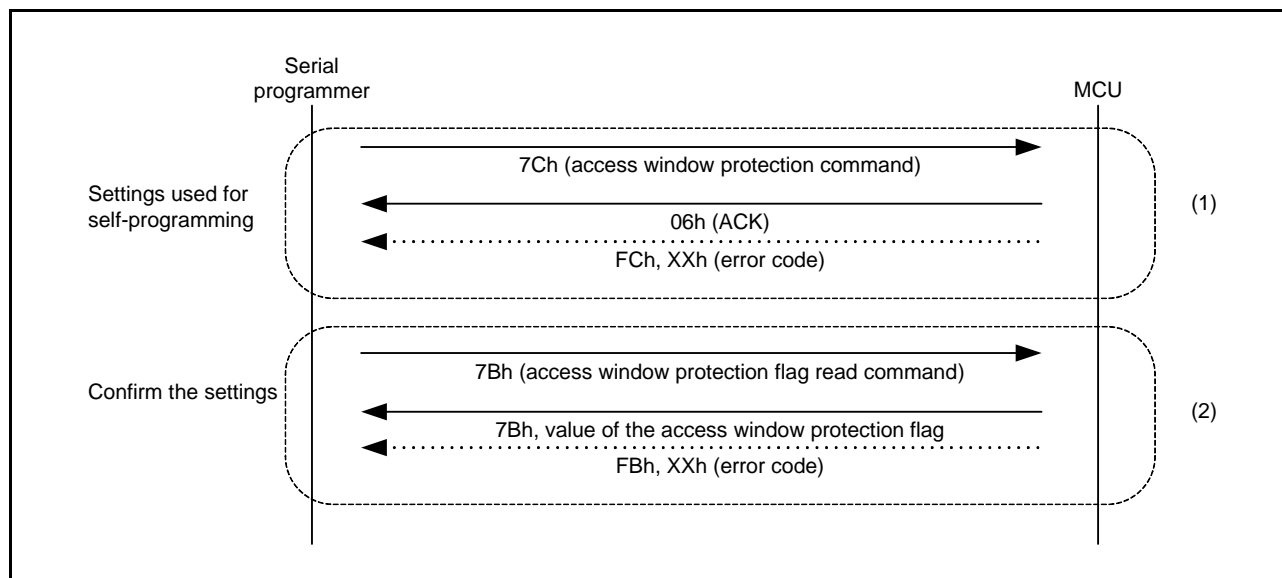 Serial
programmer
MCU
7Ch (access window protection command)
Settings used for
self-programming
06h (ACK)
(1)
FCh, XXh (error code)
7Bh (access window protection flag read command)
Confirm the settings
7Bh, value of the access window protection flag
(2)
FBh, XXh (error code)